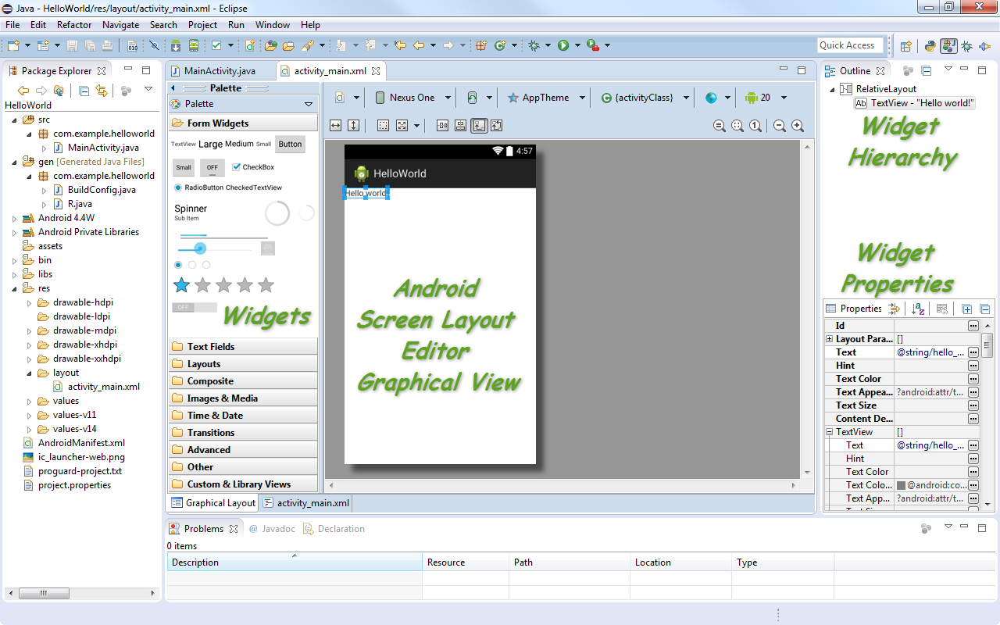 Java - HelloWorld/res/layout/activity_main.xml - Eclipse
File Edit Refactor Navigate Search Project Run Window Help
Quick Access
Package Explorer
HelloWorld
src
com.example.helloworld
MainActivity.java
gen [Generated Java Files]
com.example.helloworld
BuildConfig.java
R.java
Android 4.4W
Android Private Libraries
assets
bin
libs
res
drawable-hdpi
drawable-ldpi
drawable-mdpi
drawable-xhdpi
drawable-xxhdpi
layout
activity_main.xml
values
values-v11
values-v14
AndroidManifest.xml
ic_launcher-web.png
proguard-project.txt
project.properties
MainActivity.java activity_main.xml
Palette
Palette
Form Widgets
TextView Large Medium Small Button
Small OFF CheckBox
RadioButton CheckedTextView
Spinner
Sub Item
OFF
Widgets
Text Fields
Layouts
Composite
Images & Media
Time & Date
Transitions
Advanced
Other
Custom & Library Views
Graphical Layout activity_main.xml
Nexus One AppTheme {activityClass} 20
4:57
HelloWorld
Hello world
Android
Screen Layout
Editor
Graphical View
Outline
RelativeLayout
Ab TextView - "Hello world!"
Widget
Hierarchy
Widget
Properties
Properties
Id
Layout Para... []
Text @string/hello_...
Hint
Text Color
Text Appea... ?android:attr/t...
Text Size
Content De...
TextView []
Text @string/hello_...
Hint
Text Color
Text Colo... @android:co...
Text App... ?android:attr/t...
Problems Javadoc Declaration
0 items
Description Resource Path Location Type